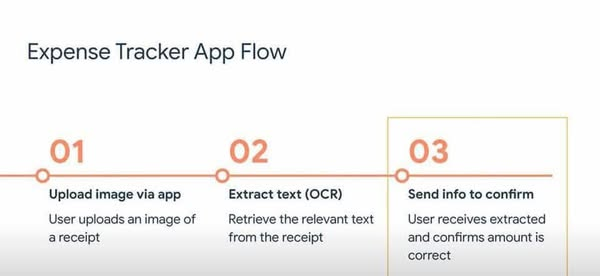 Expense Tracker App Flow
01
Upload image via app
User uploads an image of
a receipt
02
Extract text (OCR)
Retrieve the relevant text
from the receipt
03
Send info to confirm
User receives extracted
and confirms amount is
correct